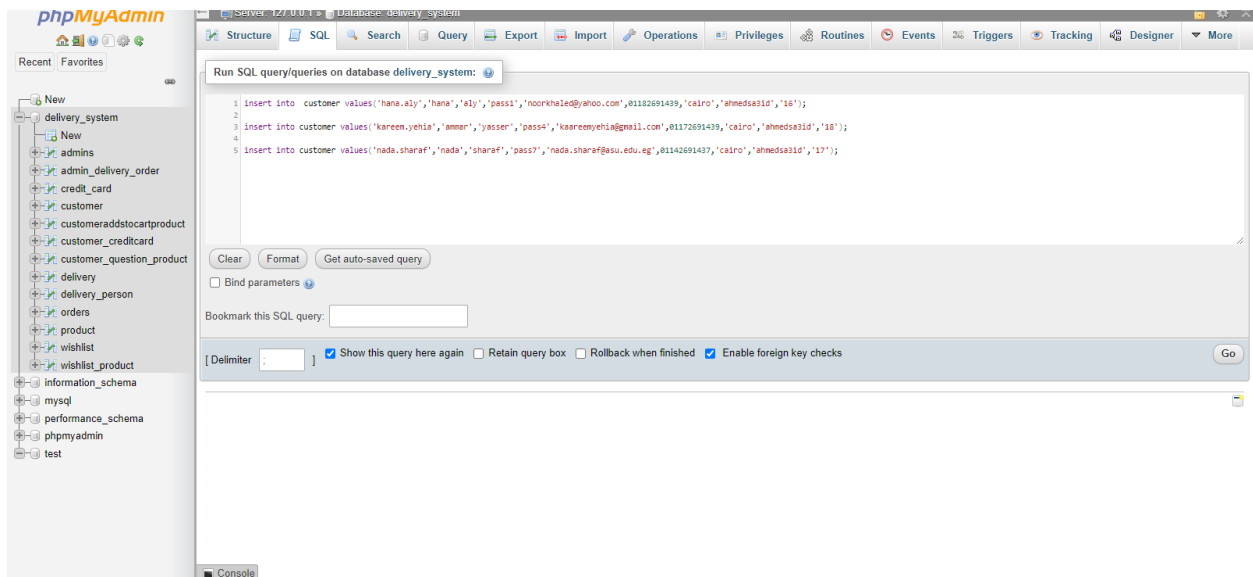 phpMyAdmin
Server: 127.0.0.1 » Database: delivery_system
Structure SQL Search Query Export Import Operations Privileges Routines Events Triggers Tracking Designer More
Recent Favorites
Run SQL query/queries on database delivery_system:
New
delivery_system
New
admins
admin_delivery_order
credit_card
customer
customeraddstocartproduct
customer_creditcard
customer_question_product
delivery
delivery_person
orders
product
wishlist
wishlist_product
information_schema
mysql
performance_schema
phpmyadmin
test
1 insert into  customer values('hana.aly','hana','aly','pass1','noorkhaled@yahoo.com',01182691439,'cairo','ahmedsa3id','16');
2
3 insert into customer values('kareem.yehia','ammar','yasser','pass4','kaareemyehia@gmail.com',01172691439,'cairo','ahmedsa3id','18');
4
5 insert into customer values('nada.sharaf','nada','sharaf','pass7','nada.sharaf@asu.edu.eg',01142691437,'cairo','ahmedsa3id','17');
Clear Format Get auto-saved query
Bind parameters
Bookmark this SQL query:
[ Delimiter ; ] Show this query here again Retain query box Rollback when finished Enable foreign key checks Go
Console